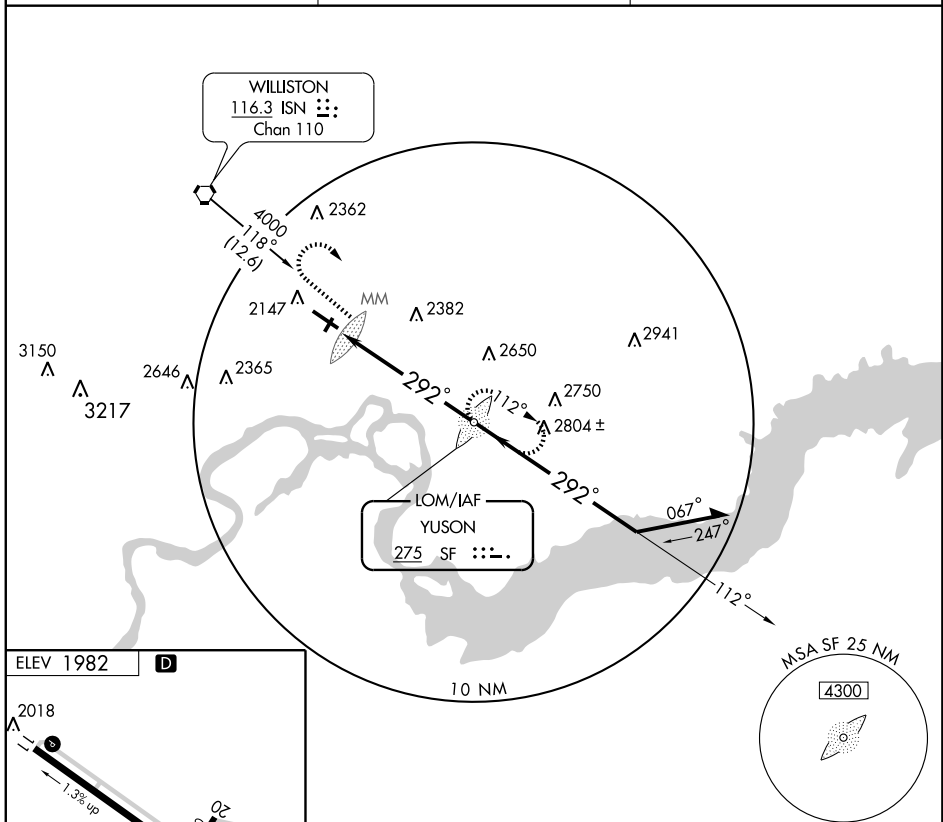 WILLISTON
116.3 ISN
Chan 110
4000
118°
(12.6)
2362
2147
MM
2382
2941
3150
2646
2365
2650
3217
292°
112°
2750
2804 ±
LOM/IAF
YUSON
275 SF
292°
067°
247°
112°
10 NM
MSA SF 25 NM
4300
ELEV 1982 D
2018
P
1.3% up
20